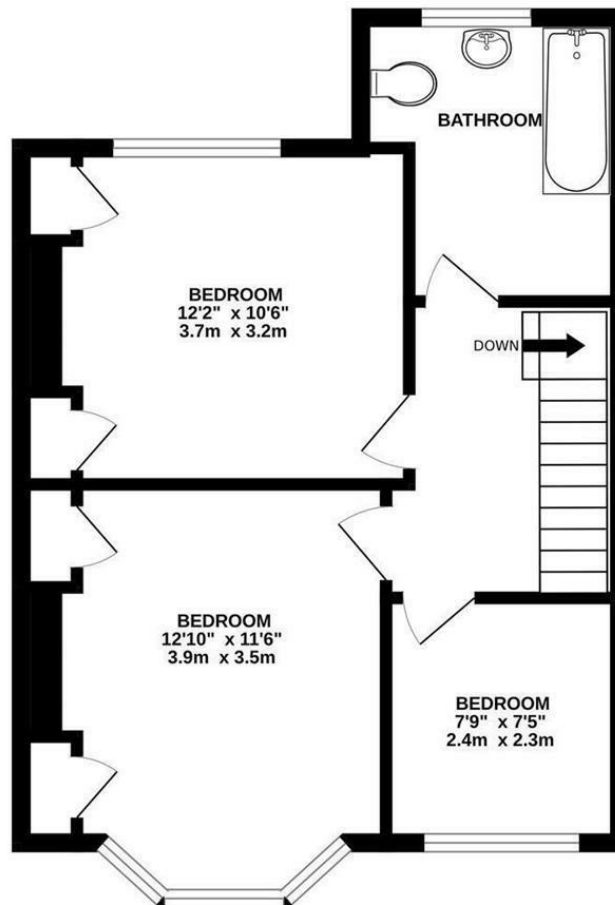 BATHROOM
BEDROOM
12'2" x 10'6"
3.7m x 3.2m
DOWN
BEDROOM
12'10" x 11'6"
3.9m x 3.5m
BEDROOM
7'9" x 7'5"
2.4m x 2.3m